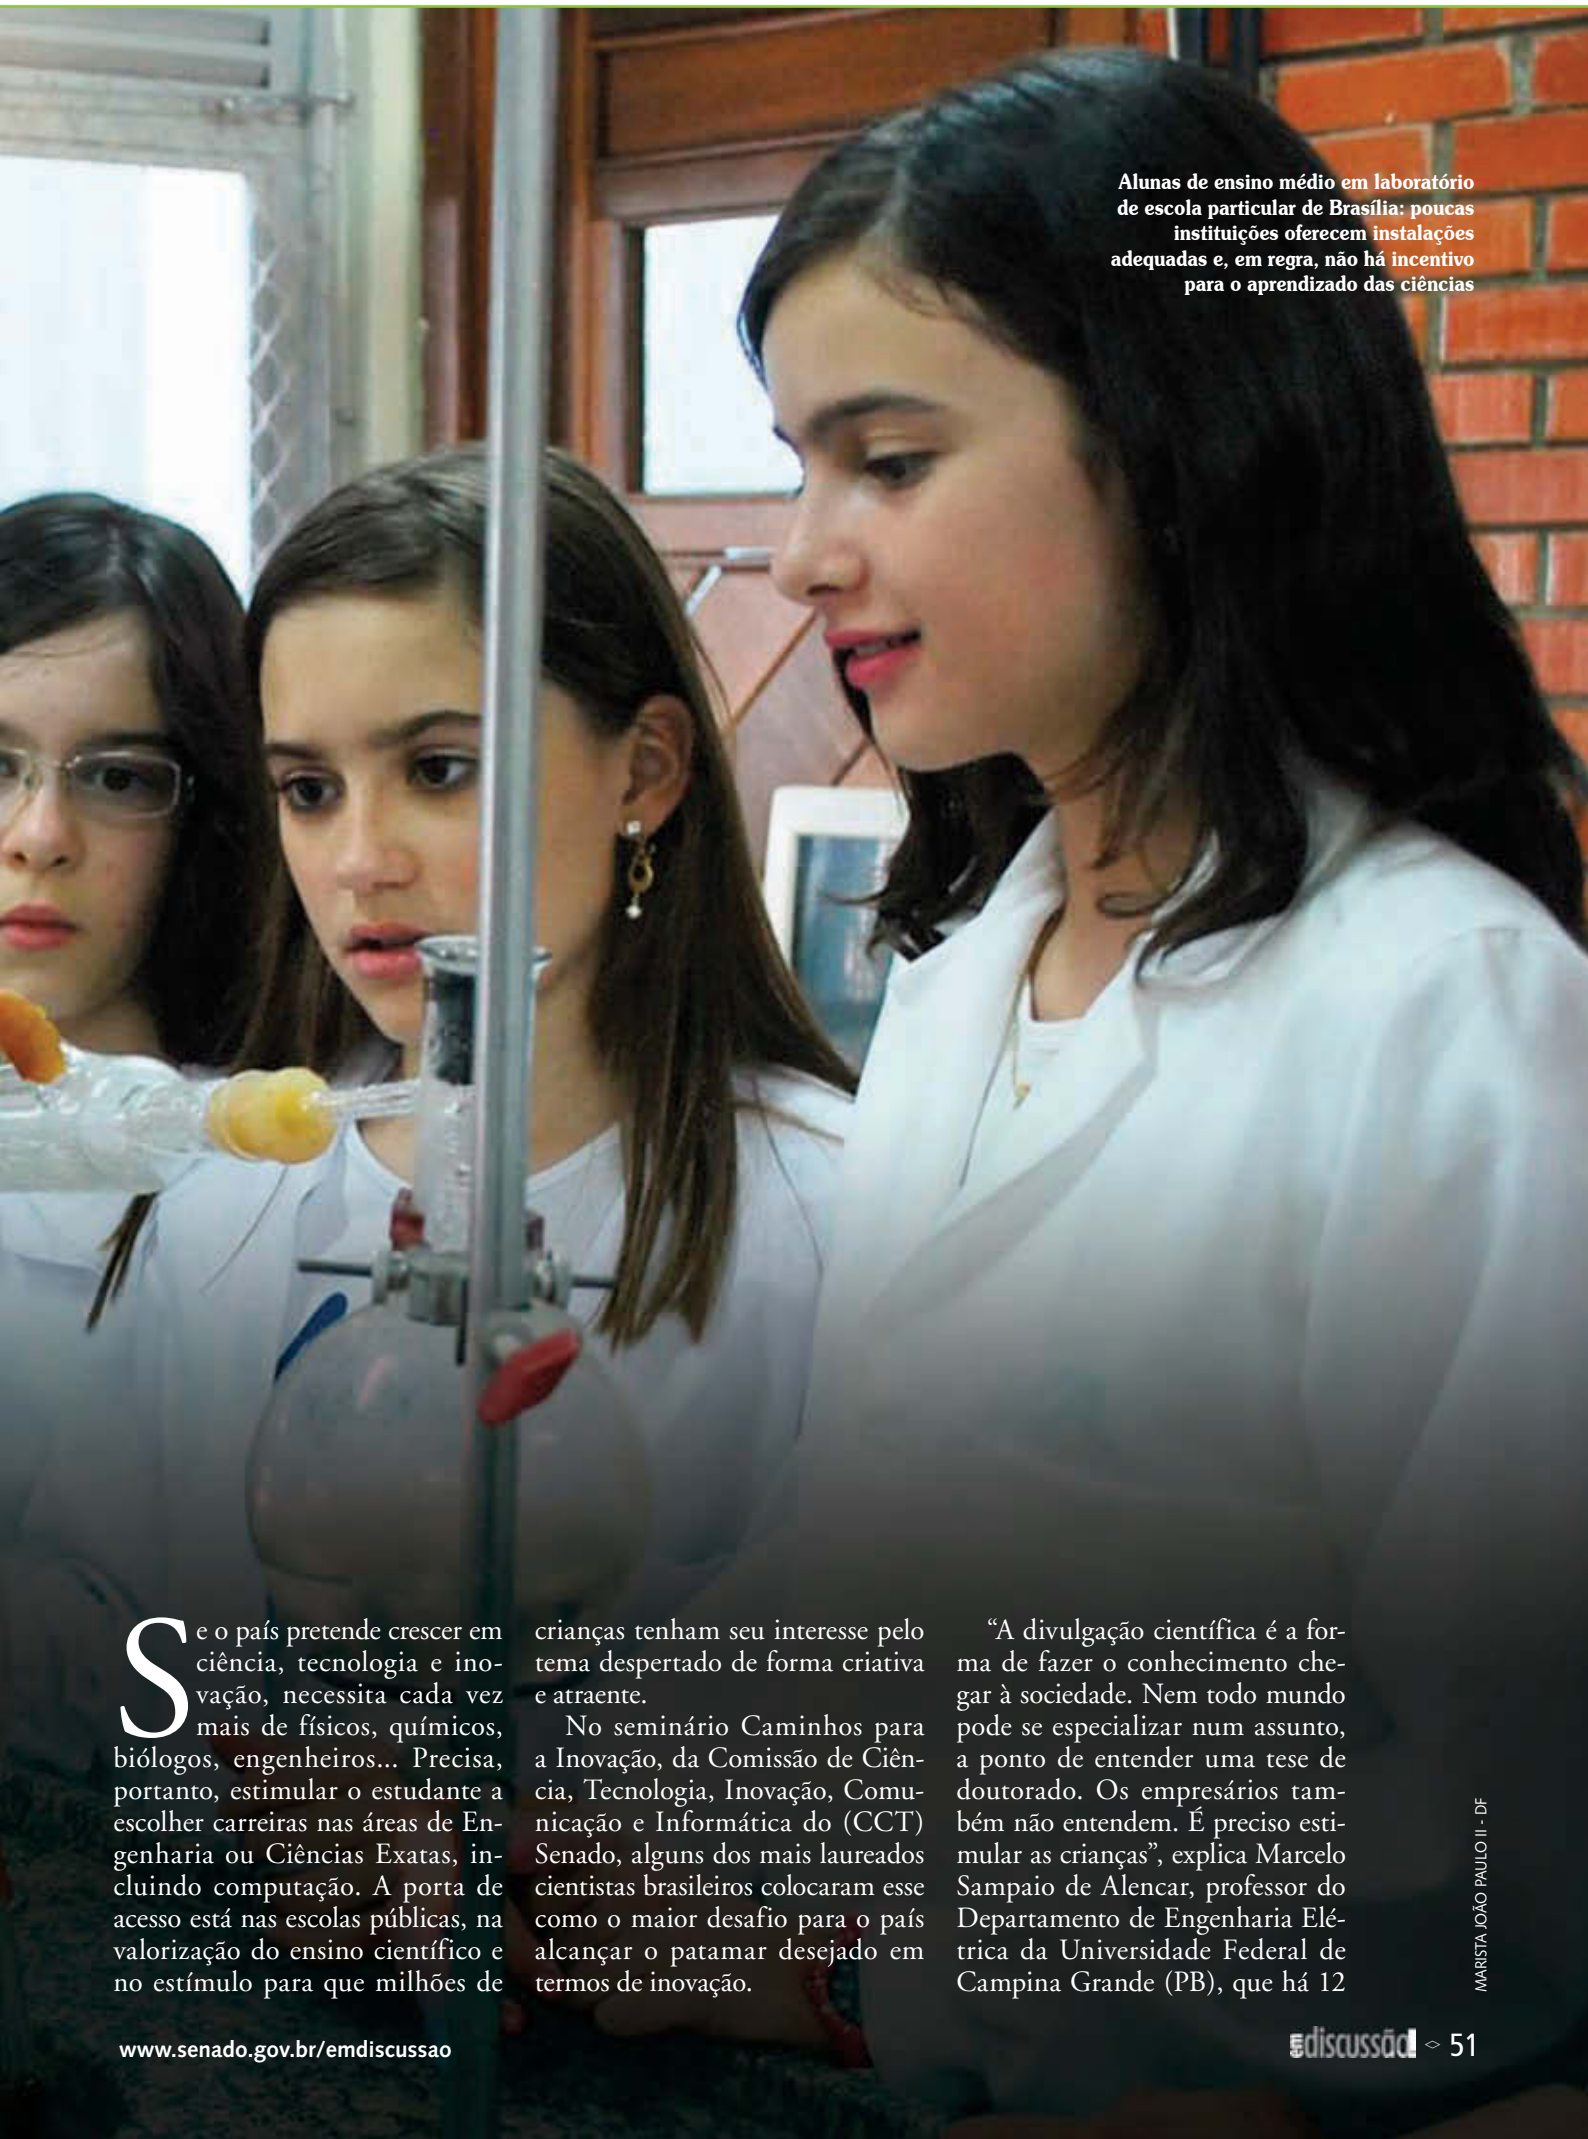 Alunas de ensino médio em laboratório
de escola particular de Brasília: poucas
instituições oferecem instalações
adequadas e, em regra, não há incentivo
para o aprendizado das ciências
Se o país pretende crescer em
ciência, tecnologia e ino-
vação, necessita cada vez
mais de físicos, químicos,
biólogos, engenheiros... Precisa,
portanto, estimular o estudante a
escolher carreiras nas áreas de En-
genharia ou Ciências Exatas, in-
cluindo computação. A porta de
acesso está nas escolas públicas, na
valorização do ensino científico e
no estímulo para que milhões de
crianças tenham seu interesse pelo
tema despertado de forma criativa
e atraente.
No seminário Caminhos para
a Inovação, da Comissão de Ciên-
cia, Tecnologia, Inovação, Comu-
nicação e Informática do (CCT)
Senado, alguns dos mais laureados
cientistas brasileiros colocaram esse
como o maior desafio para o país
alcançar o patamar desejado em
termos de inovação.
“A divulgação científica é a for-
ma de fazer o conhecimento che-
gar à sociedade. Nem todo mundo
pode se especializar num assunto,
a ponto de entender uma tese de
doutorado. Os empresários tam-
bém não entendem. É preciso esti-
mular as crianças”, explica Marcelo
Sampaio de Alencar, professor do
Departamento de Engenharia Elé-
trica da Universidade Federal de
Campina Grande (PB), que há 12
MARISTA JOÃO PAULO II - DF
www.senado.gov.br/emdiscussao
em discussão! 51